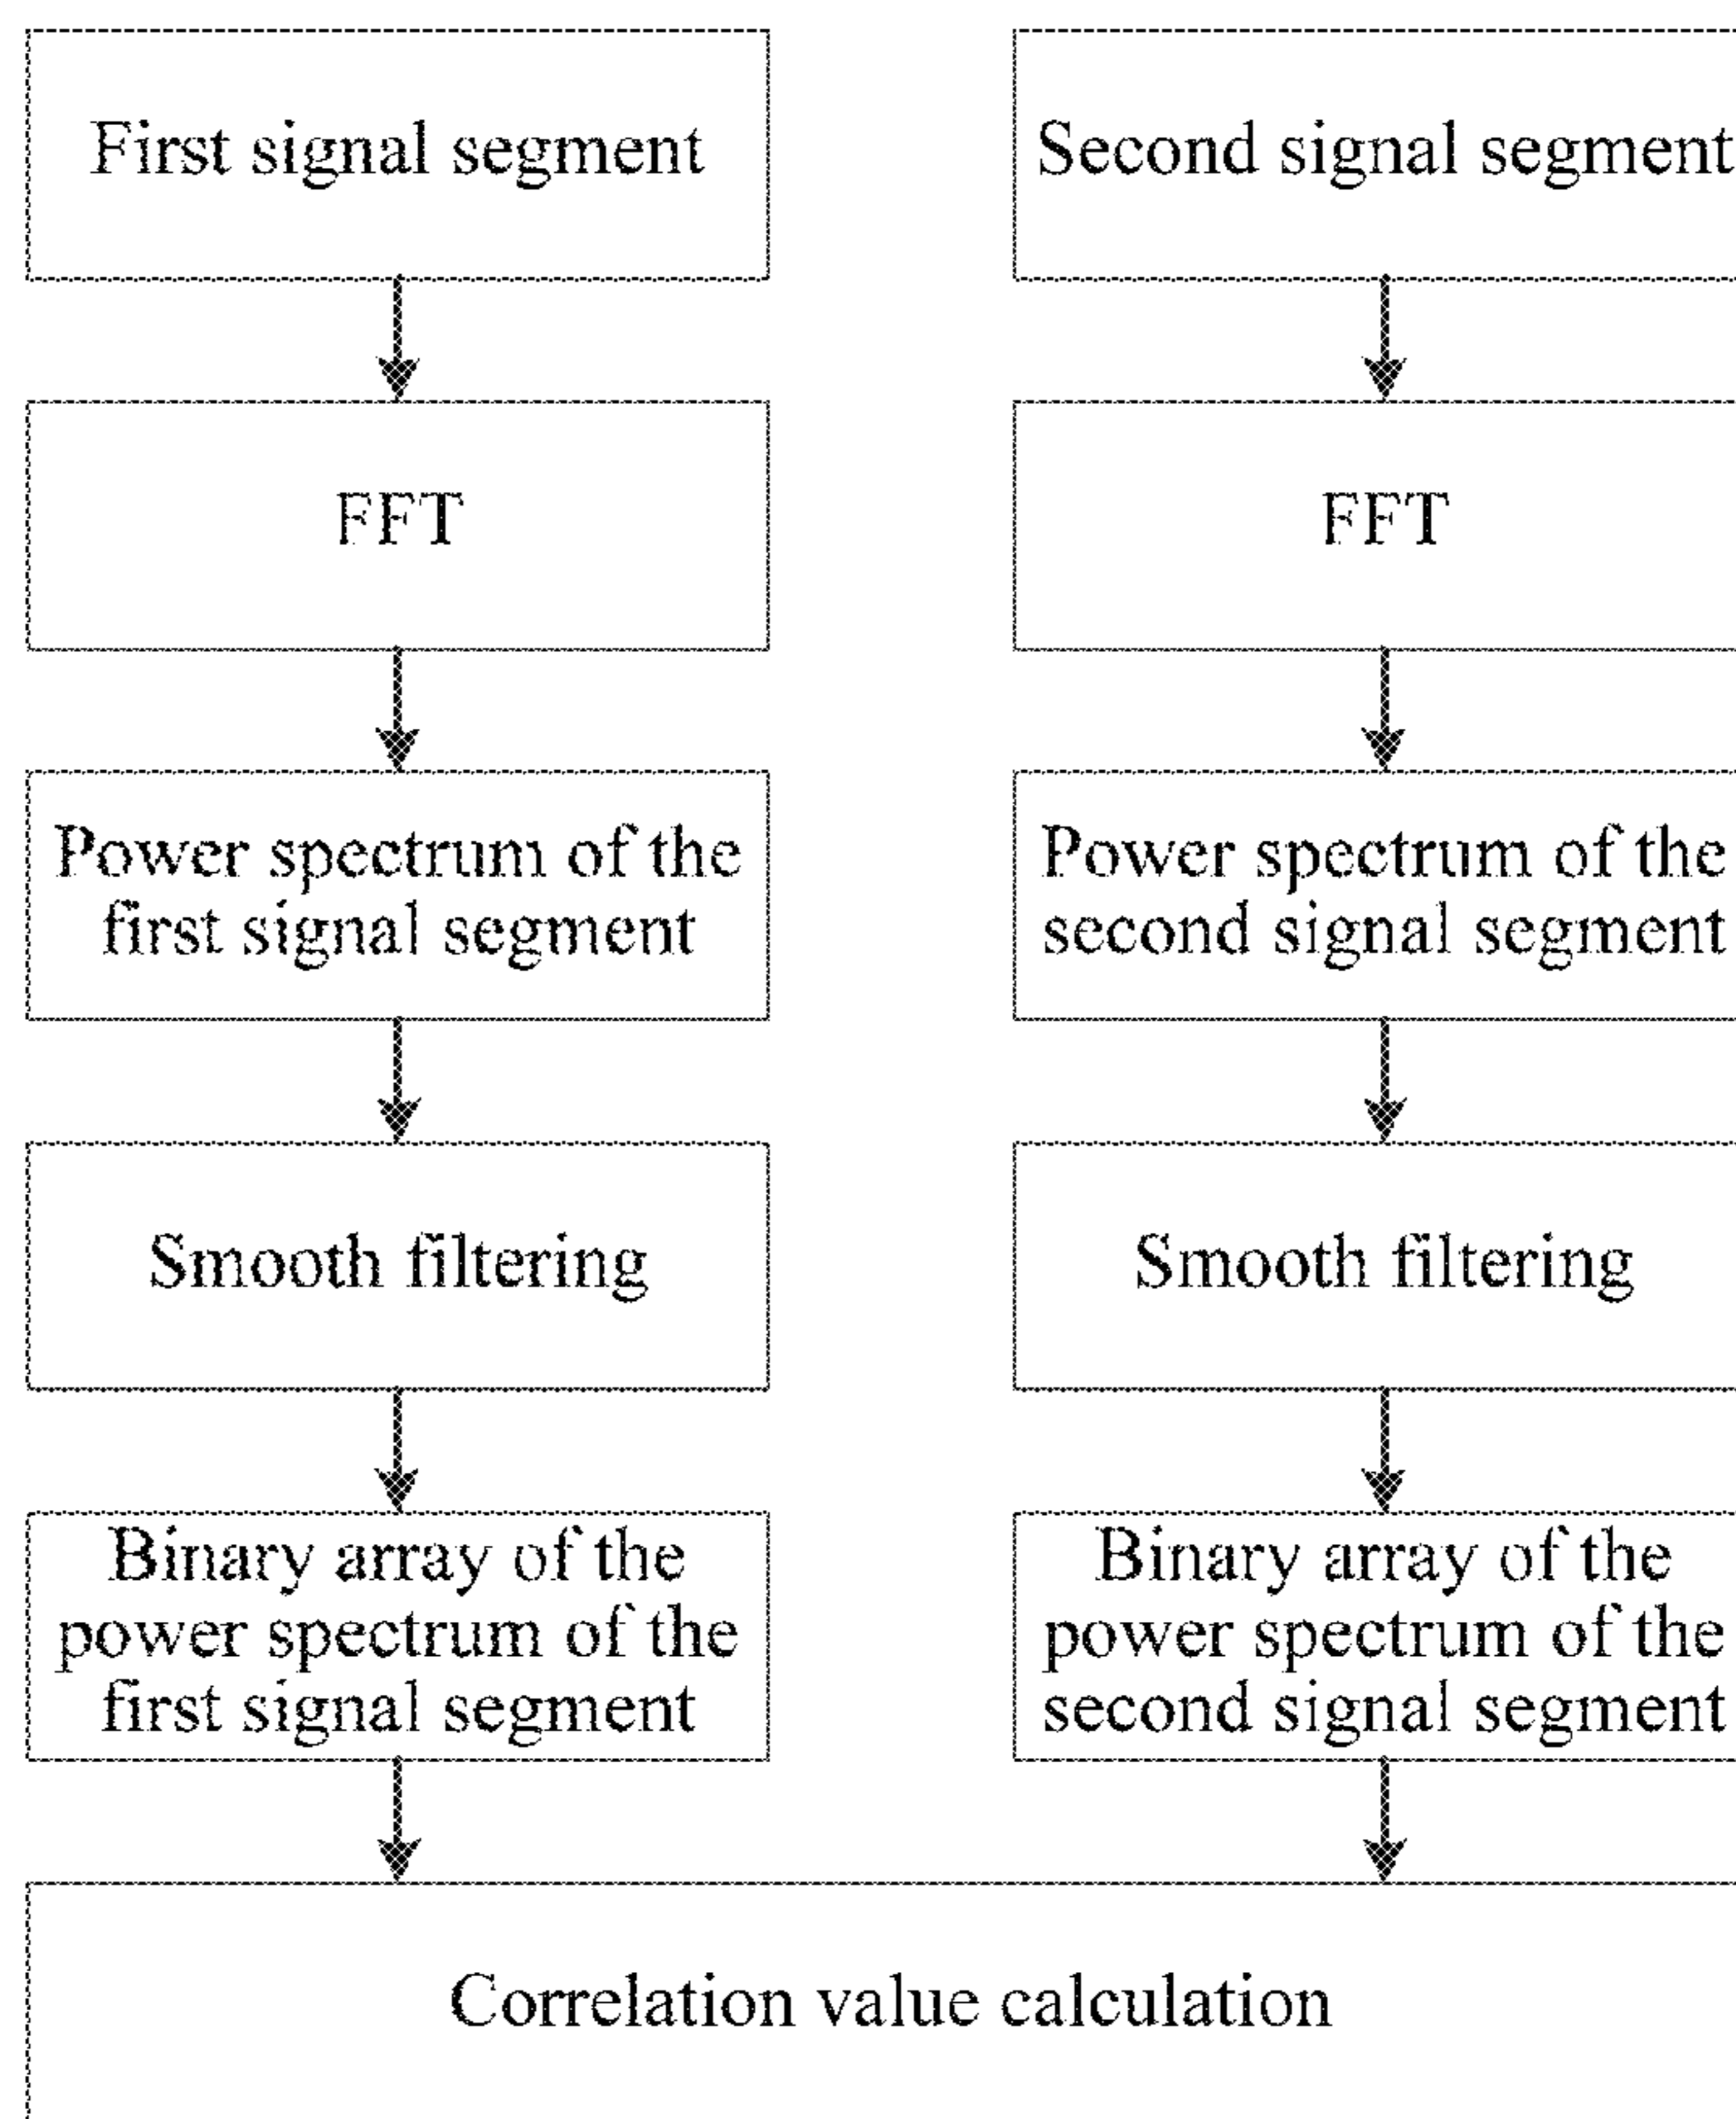 First signal segment
Second signal segment
FFT
FFT
Power spectrum of the
first signal segment
Power spectrum of the
second signal segment
Smooth filtering
Smooth filtering
Binary array of the
power spectrum of the
first signal segment
Binary array of the
power spectrum of the
second signal segment
Correlation value calculation